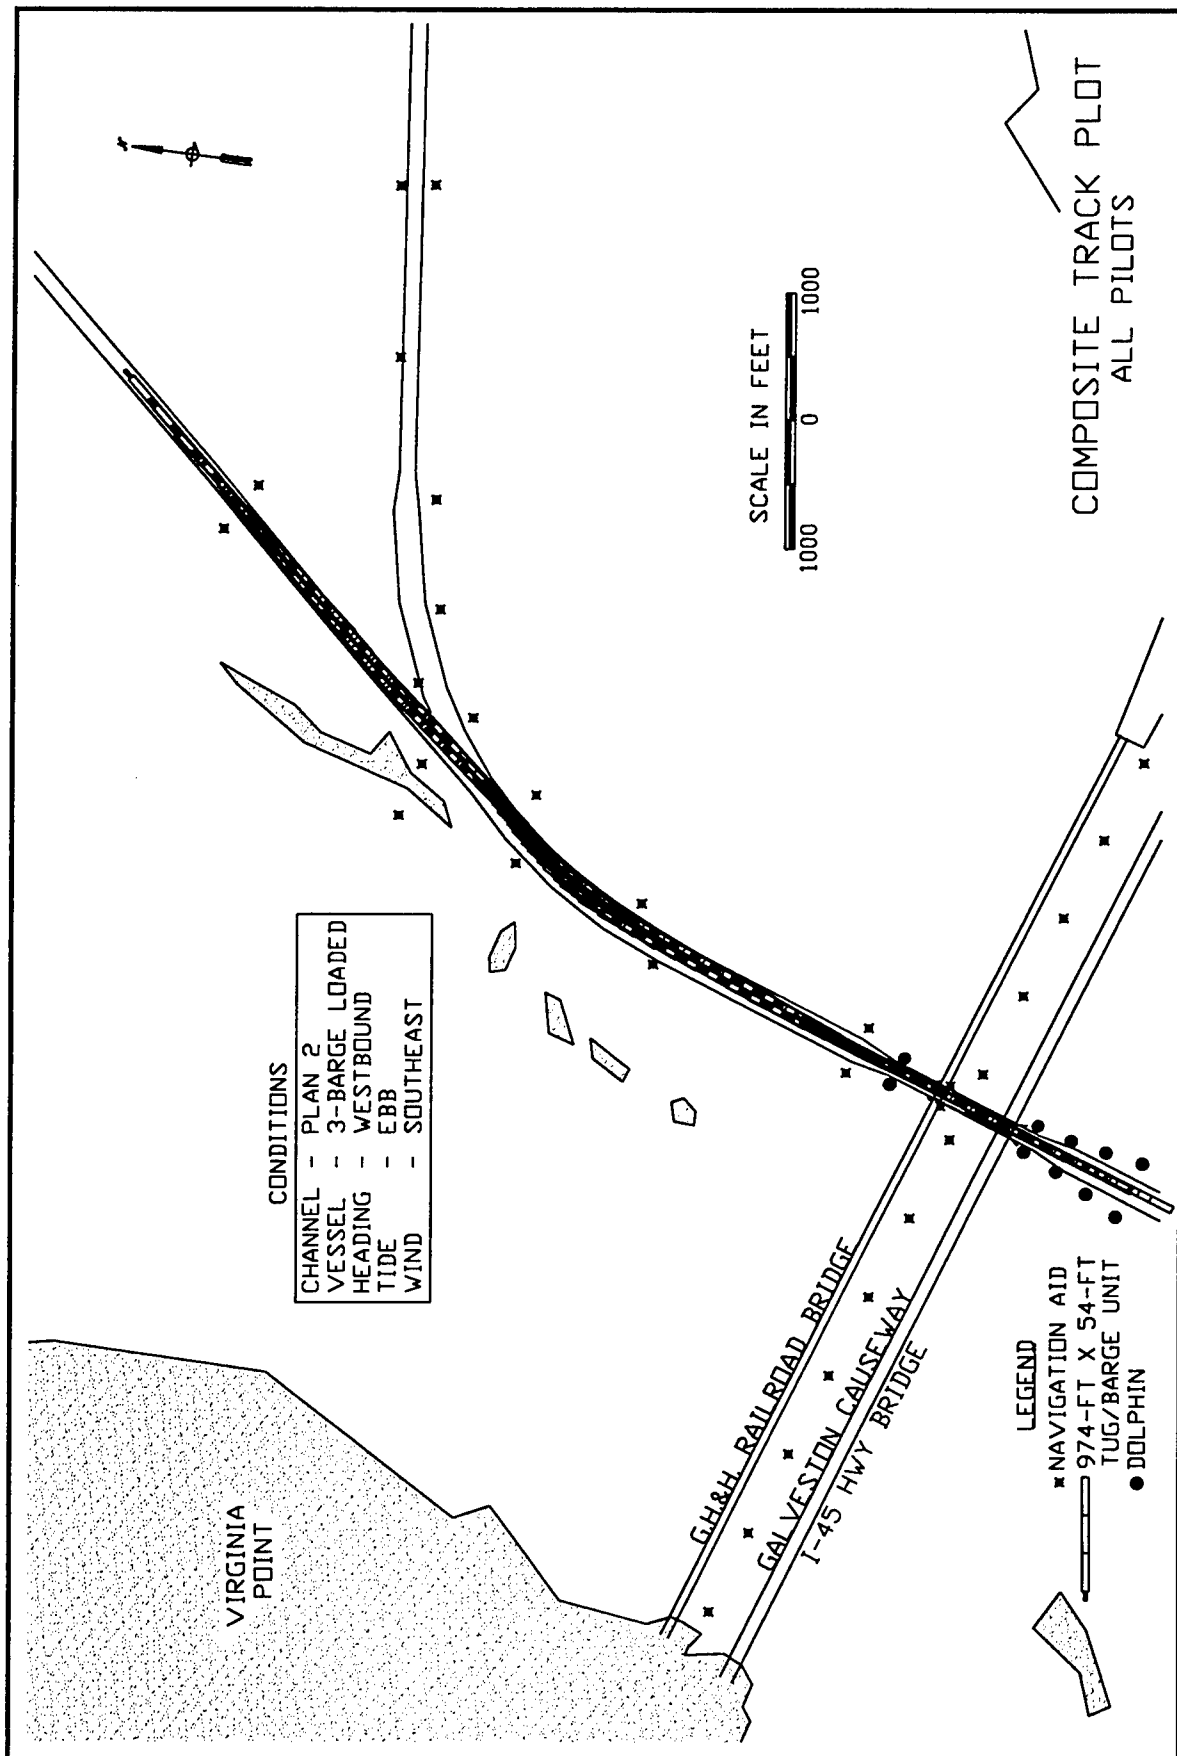 VIRGINIA
POINT
CONDITIONS
CHANNEL - PLAN 2
VESSEL - 3-BARGE LOADED
HEADING - WESTBOUND
TIDE - EBB
WIND - SOUTHEAST
N
G.H.&H. RAILROAD BRIDGE
GALVESTON CAUSEWAY
I-45 HWY BRIDGE
SCALE IN FEET
1000 0 1000
LEGEND
NAVIGATION AID
974-FT X 54-FT
TUG/BARGE UNIT
DOLPHIN
COMPOSITE TRACK PLOT
ALL PILOTS